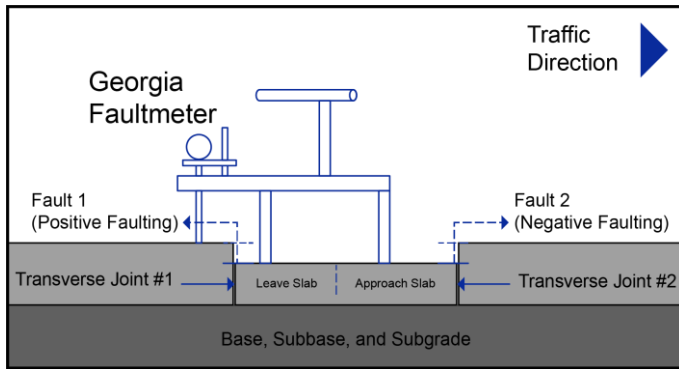 Traffic
Direction
Georgia
Faultmeter
Fault 1
(Positive Faulting)
Fault 2
(Negative Faulting)
Transverse Joint #1
Leave Slab
Approach Slab
Transverse Joint #2
Base, Subbase, and Subgrade